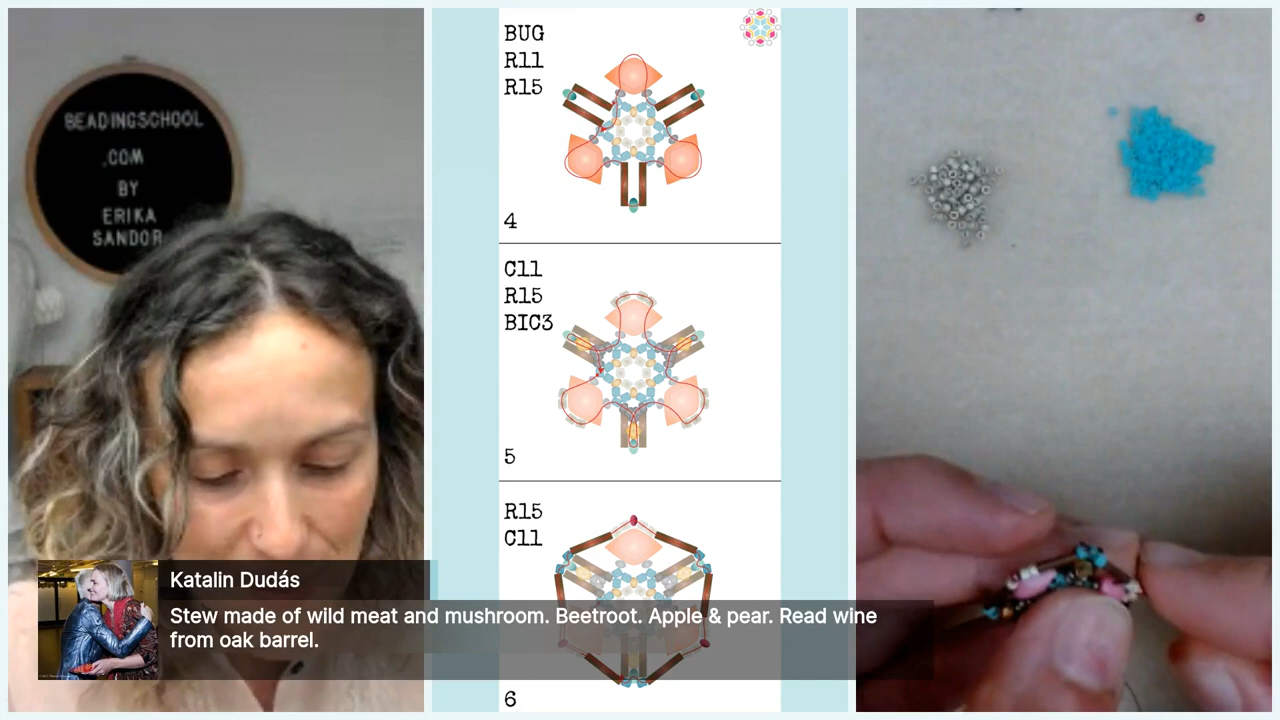 BEADINGSCHOOL
.COM
BY
ERIKA
SANDOR
BUG
R11
R15
4
C11
R15
BIC3
5
R15
C11
6
Katalin Dudás
Stew made of wild meat and mushroom. Beetroot. Apple & pear. Read wine
from oak barrel.